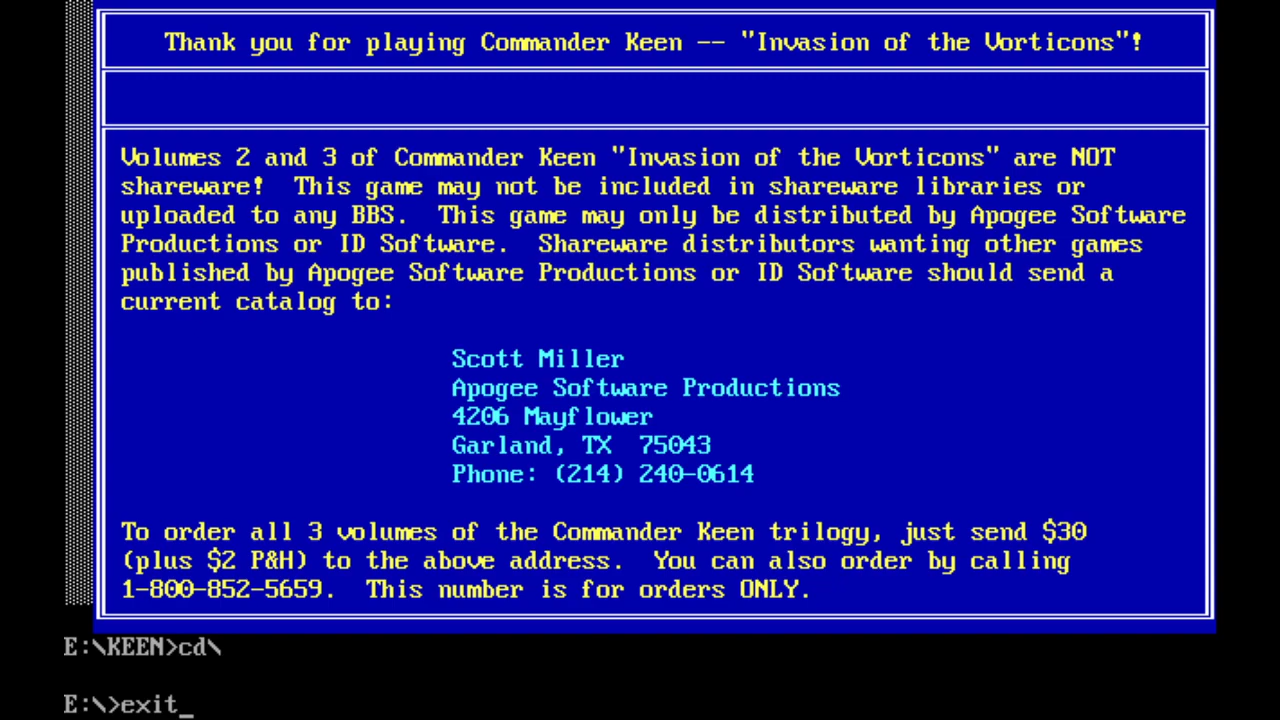 Thank you for playing Commander Keen -- "Invasion of the Vorticons"!
Volumes 2 and 3 of Commander Keen "Invasion of the Vorticons" are NOT
shareware!  This game may not be included in shareware libraries or
uploaded to any BBS.  This game may only be distributed by Apogee Software
Productions or ID Software.  Shareware distributors wanting other games
published by Apogee Software Productions or ID Software should send a
current catalog to:
Scott Miller
Apogee Software Productions
4206 Mayflower
Garland, TX  75043
Phone: (214) 240-0614
To order all 3 volumes of the Commander Keen trilogy, just send $30
(plus $2 P&H) to the above address.  You can also order by calling
1-800-852-5659.  This number is for orders ONLY.
E:\KEEN>cd\
E:\>exit_